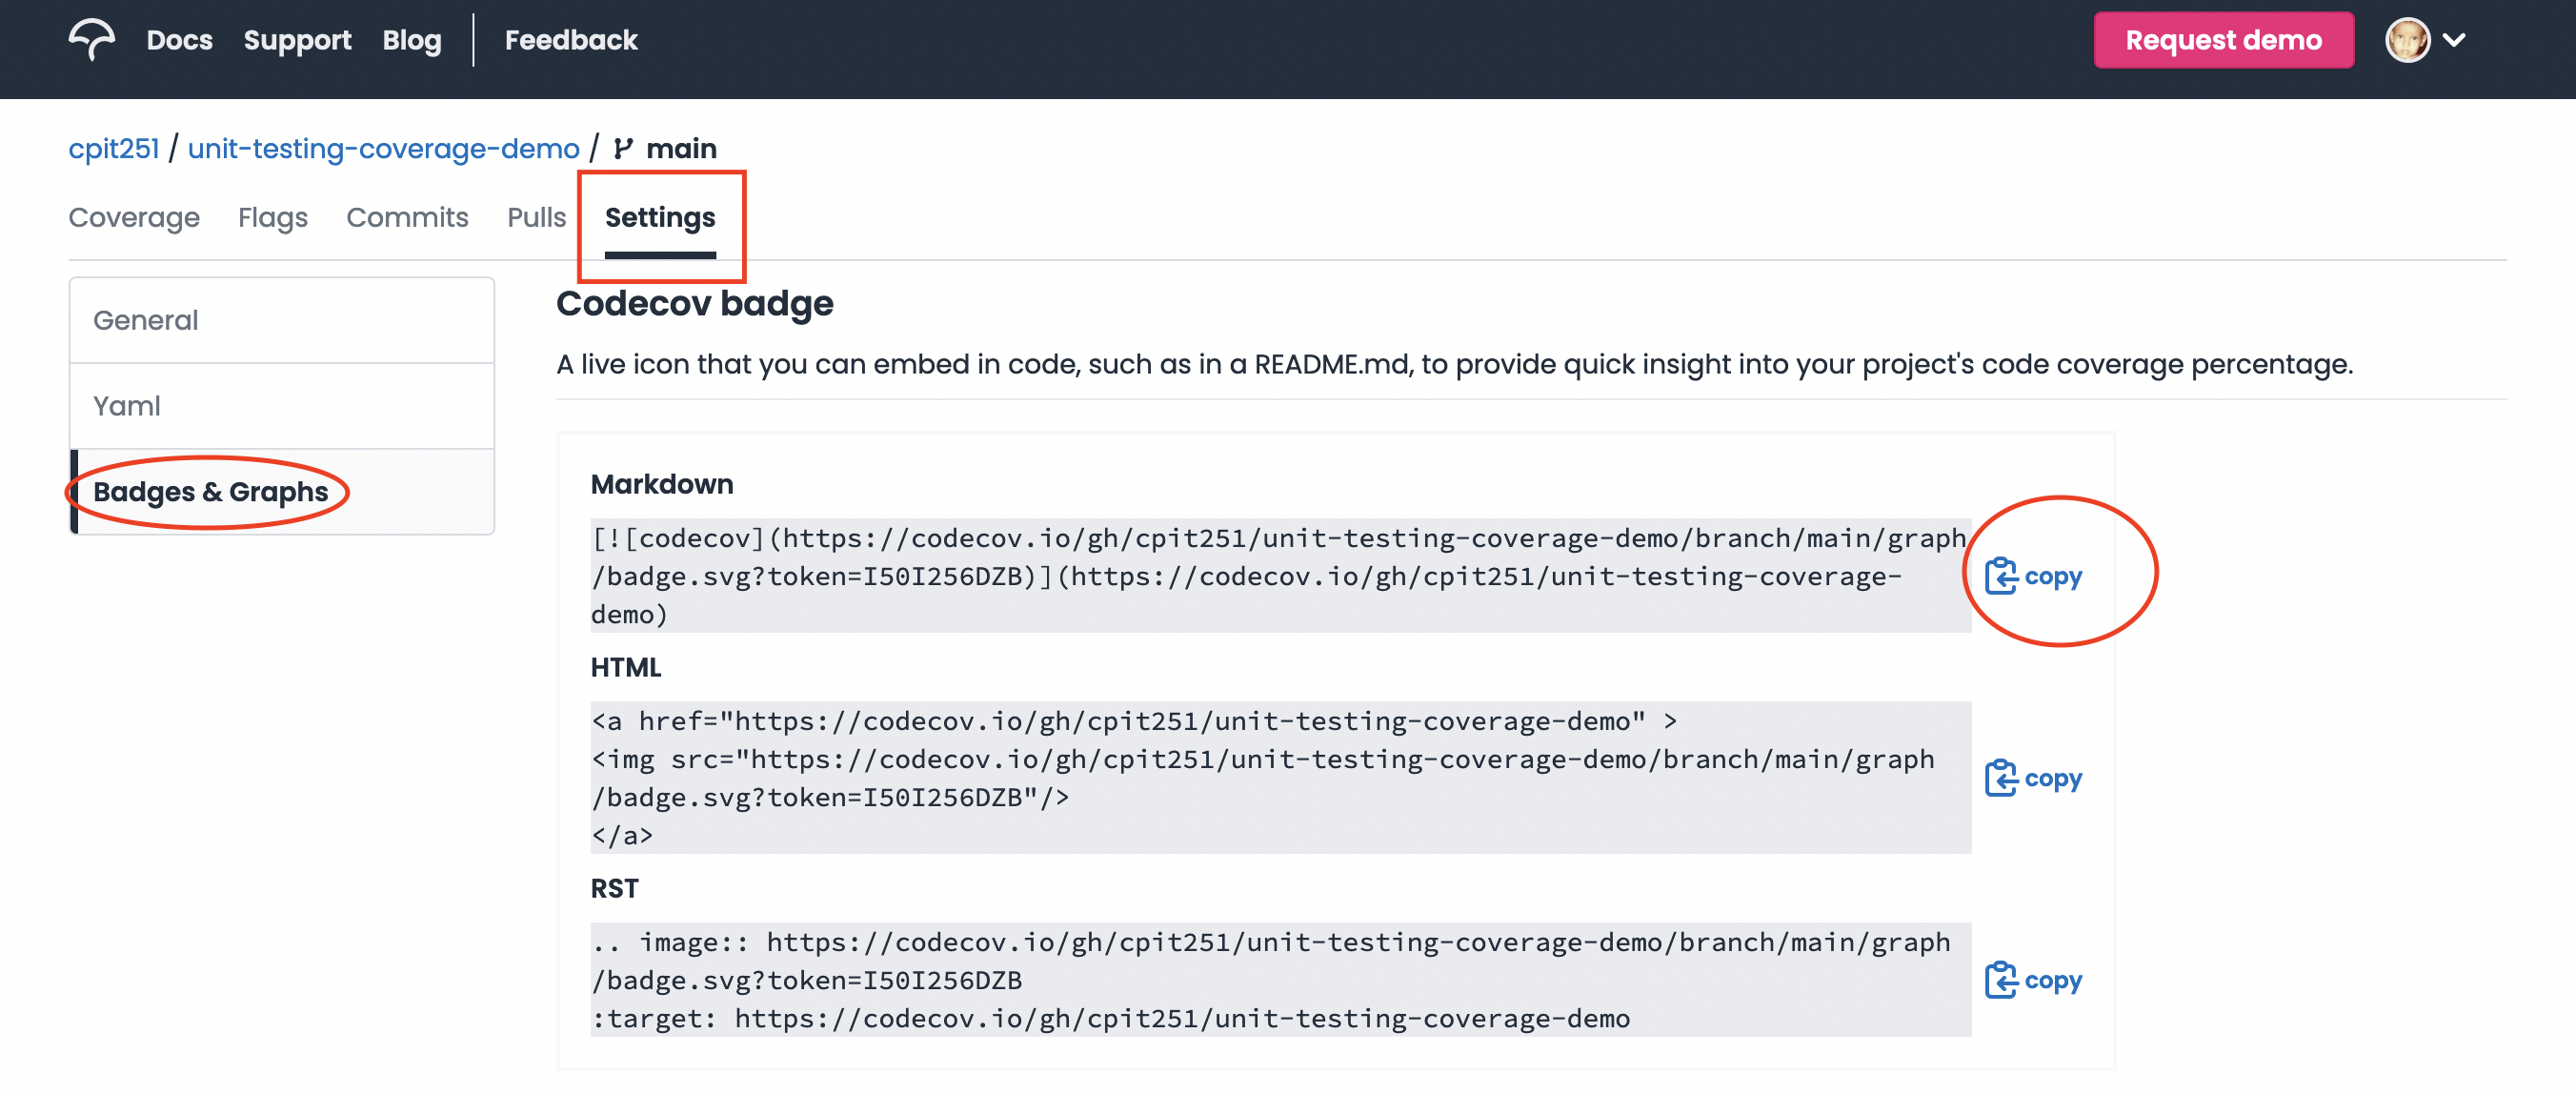 Docs Support Blog Feedback Request demo
cpit251 / unit-testing-coverage-demo / main
Coverage Flags Commits Pulls Settings
General
Yaml
Badges & Graphs
Codecov badge
A live icon that you can embed in code, such as in a README.md, to provide quick insight into your project's code coverage percentage.
Markdown
[![codecov](https://codecov.io/gh/cpit251/unit-testing-coverage-demo/branch/main/graph
/badge.svg?token=I50I256DZB)](https://codecov.io/gh/cpit251/unit-testing-coverage-
demo)
copy
HTML
<a href="https://codecov.io/gh/cpit251/unit-testing-coverage-demo" >
<img src="https://codecov.io/gh/cpit251/unit-testing-coverage-demo/branch/main/graph
/badge.svg?token=I50I256DZB"/>
</a>
copy
RST
.. image:: https://codecov.io/gh/cpit251/unit-testing-coverage-demo/branch/main/graph
/badge.svg?token=I50I256DZB
:target: https://codecov.io/gh/cpit251/unit-testing-coverage-demo
copy